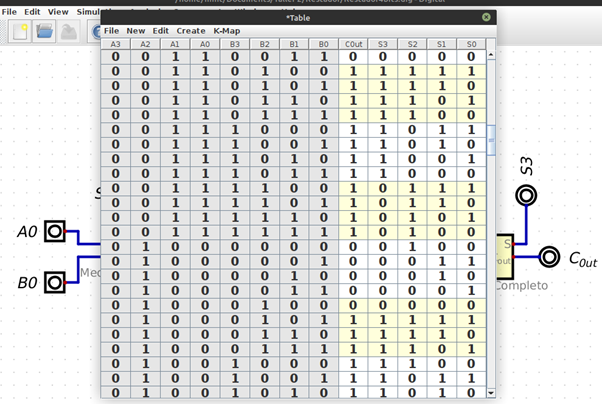 *Table
File Edit View Simul
File New Edit Create K-Map
A3 A2 A1 A0 B3 B2 B1 B0 COut S3 S2 S1 S0
0 0 1 1 0 0 1 1 0 0 0 0 0
0 0 1 1 0 1 0 0 1 1 1 1 1
0 0 1 1 0 1 0 1 1 1 1 1 0
0 0 1 1 0 1 1 0 1 1 1 0 1
0 0 1 1 0 1 1 1 1 1 1 0 0
0 0 1 1 1 0 0 0 0 1 0 1 1
0 0 1 1 1 0 0 1 0 1 0 1 0
0 0 1 1 1 0 1 0 0 1 0 0 1
0 0 1 1 1 0 1 1 0 1 0 0 0
0 0 1 1 1 1 0 0 1 0 1 1 1
0 0 1 1 1 1 0 1 1 0 1 1 0
0 0 1 1 1 1 1 0 1 0 1 0 1
0 0 1 1 1 1 1 1 1 0 1 0 0
0 1 0 0 0 0 0 0 0 0 1 0 0
0 1 0 0 0 0 0 1 0 0 0 1 1
0 1 0 0 0 0 1 0 0 0 0 1 0
0 1 0 0 0 0 1 1 0 0 0 0 1
0 1 0 0 0 1 0 0 0 0 0 0 0
0 1 0 0 0 1 0 1 1 1 1 1 1
0 1 0 0 0 1 1 0 1 1 1 1 0
0 1 0 0 0 1 1 1 1 1 1 0 1
0 1 0 0 1 0 0 0 0 1 1 0 0
0 1 0 0 1 0 0 1 0 1 0 1 1
0 1 0 0 1 0 1 0 0 1 0 1 0
A0
B0
Med
S3
S
out
C0ut
Completo